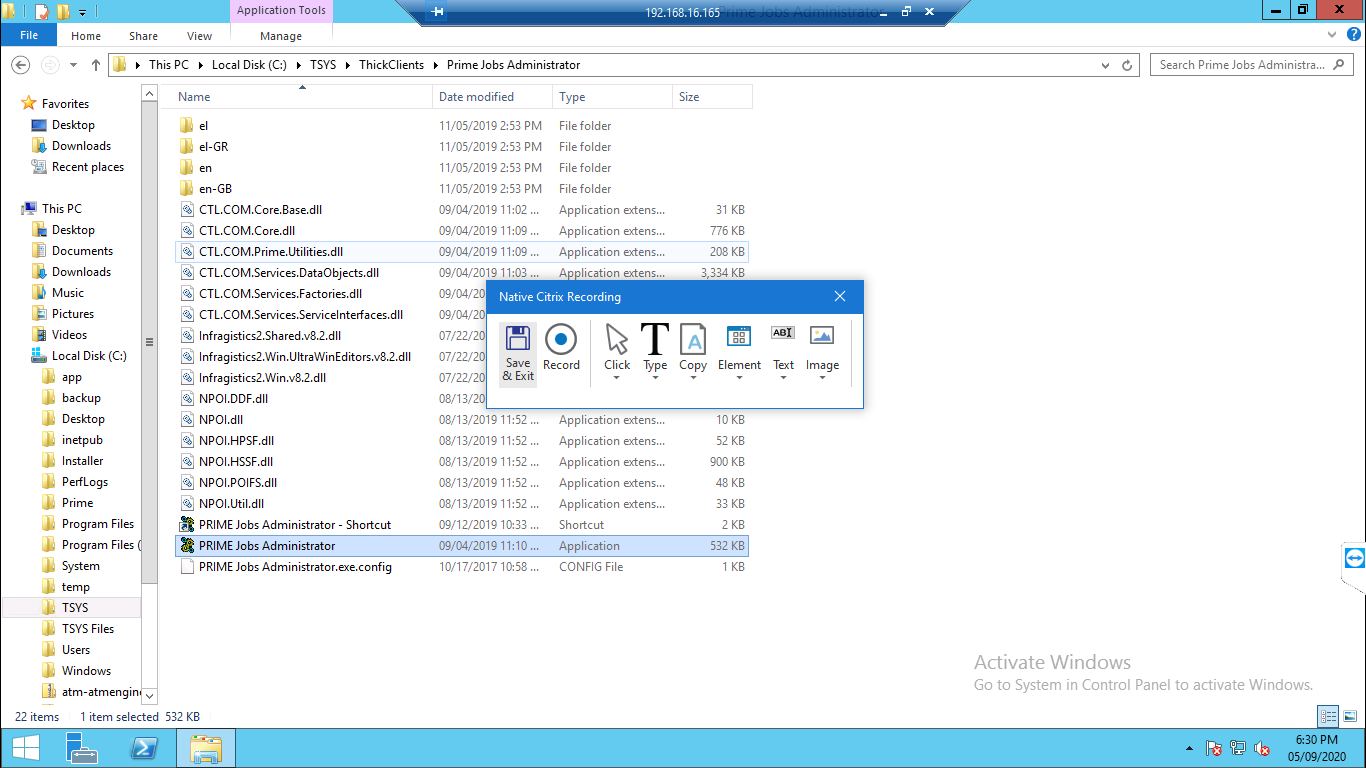 Application Tools
192.168.16.165
Prime Jobs Administrator
File
Home
Share
View
Manage
This PC
Local Disk (C:)
TSYS
ThickClients
Prime Jobs Administrator
Search Prime Jobs Administra...
Name
Date modified
Type
Size
Favorites
Desktop
Downloads
Recent places
This PC
Desktop
Documents
Downloads
Music
Pictures
Videos
Local Disk (C:)
app
backup
Desktop
inetpub
Installer
PerfLogs
Prime
Program Files
Program Files (
System
temp
TSYS
TSYS Files
Users
Windows
atm-atmengin
el 11/05/2019 2:53 PM File folder
el-GR 11/05/2019 2:53 PM File folder
en 11/05/2019 2:53 PM File folder
en-GB 11/05/2019 2:53 PM File folder
CTL.COM.Core.Base.dll 09/04/2019 11:02 ... Application extens... 31 KB
CTL.COM.Core.dll 09/04/2019 11:09 ... Application extens... 776 KB
CTL.COM.Prime.Utilities.dll 09/04/2019 11:09 ... Application extens... 208 KB
CTL.COM.Services.DataObjects.dll 09/04/2019 11:03 ... Application extens... 3,334 KB
CTL.COM.Services.Factories.dll 09/04/20
CTL.COM.Services.ServiceInterfaces.dll 09/04/20
Infragistics2.Shared.v8.2.dll 07/22/20
Infragistics2.Win.UltraWinEditors.v8.2.dll 07/22/20
Infragistics2.Win.v8.2.dll 07/22/20
NPOI.DDF.dll 08/13/20
NPOI.dll 08/13/2019 11:52 ... Application extens... 10 KB
NPOI.HPSF.dll 08/13/2019 11:52 ... Application extens... 52 KB
NPOI.HSSF.dll 08/13/2019 11:52 ... Application extens... 900 KB
NPOI.POIFS.dll 08/13/2019 11:52 ... Application extens... 48 KB
NPOI.Util.dll 08/13/2019 11:52 ... Application extens... 33 KB
PRIME Jobs Administrator - Shortcut 09/12/2019 10:33 ... Shortcut 2 KB
PRIME Jobs Administrator 09/04/2019 11:10 ... Application 532 KB
PRIME Jobs Administrator.exe.config 10/17/2017 10:58 ... CONFIG File 1 KB
Native Citrix Recording
Save
& Exit
Record
Click
T
Type
A
Copy
Element
AB
Text
Image
Activate Windows
Go to System in Control Panel to activate Windows.
22 items 1 item selected 532 KB
6:30 PM
05/09/2020